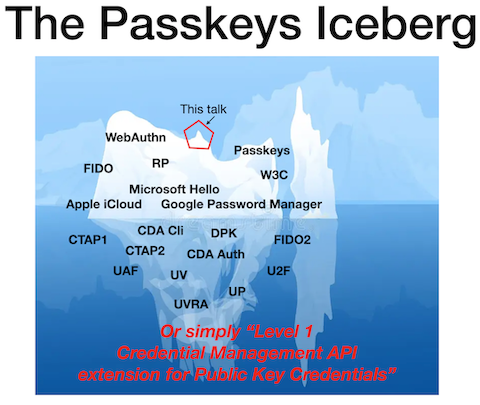 The Passkeys Iceberg
This talk
WebAuthn
Passkeys
FIDO
RP
W3C
Microsoft Hello
Apple iCloud
Google Password Manager
CTAP1
CDA Cli
DPK
FIDO2
CTAP2
CDA Auth
UAF
UV
U2F
UP
UVRA
Or simply "Level 1
Credential Management API
extension for Public Key Credentials"